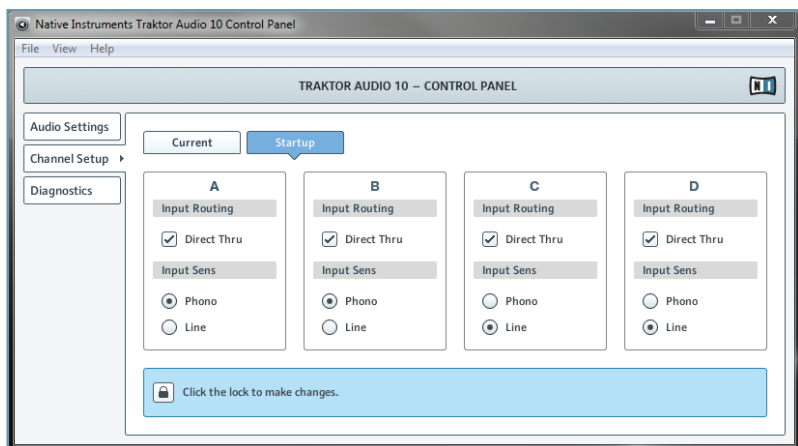 Native Instruments Traktor Audio 10 Control Panel
File View Help
TRAKTOR AUDIO 10 – CONTROL PANEL
NI
Audio Settings
Channel Setup
Diagnostics
Current Startup
A
Input Routing
Direct Thru
Input Sens
Phono
Line
B
Input Routing
Direct Thru
Input Sens
Phono
Line
C
Input Routing
Direct Thru
Input Sens
Phono
Line
D
Input Routing
Direct Thru
Input Sens
Phono
Line
Click the lock to make changes.